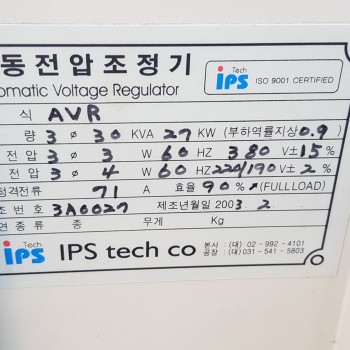 동전압조정기
Tech
iPS
ISO 9001 CERTIFIED
omatic Voltage Regulator
식 AVR
량 3 ø 30 KVA 27 KW (부하역률지상 0.9)
전압 3 ø 3 W 60 HZ 380 V±15%
전압 3 ø 4 W 60 HZ 220/190 V± 2 %
정격전류 71 A 효율 90 % (FULLLOAD)
조 번호 3A0027 제조년월일 2003. 2
연종류 종 무게 Kg
Tech
iPS
IPS tech co
본사 : (대) 02-992-4101
공장 : (대) 031-541-5803